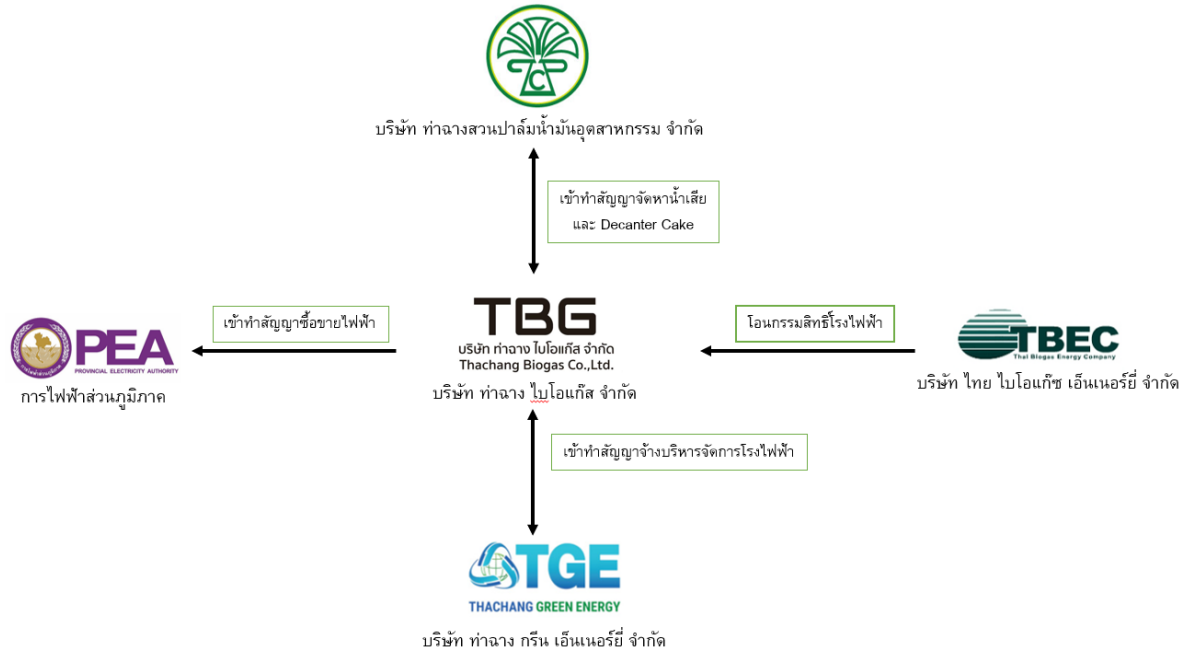 C
บริษัท ท่าฉางสวนปาล์มน้ำมันอุตสาหกรรม จำกัด
เข้าทำสัญญาจัดหาน้ำเสีย
และ Decanter Cake
เข้าทำสัญญาซื้อขายไฟฟ้า
TBG
บริษัท ท่าฉาง ไบโอแก๊ส จำกัด
Thachang Biogas Co.,Ltd.
บริษัท ท่าฉาง ไบโอแก๊ส จำกัด
โอนกรรมสิทธิ์โรงไฟฟ้า
PEA
PROVINCIAL ELECTRICITY AUTHORITY
การไฟฟ้าส่วนภูมิภาค
TBEC
Thai Biogas Energy Company
บริษัท ไทย ไบโอแก๊ซ เอ็นเนอร์ยี่ จำกัด
เข้าทำสัญญาจ้างบริหารจัดการโรงไฟฟ้า
TGE
THACHANG GREEN ENERGY
บริษัท ท่าฉาง กรีน เอ็นเนอร์ยี่ จำกัด